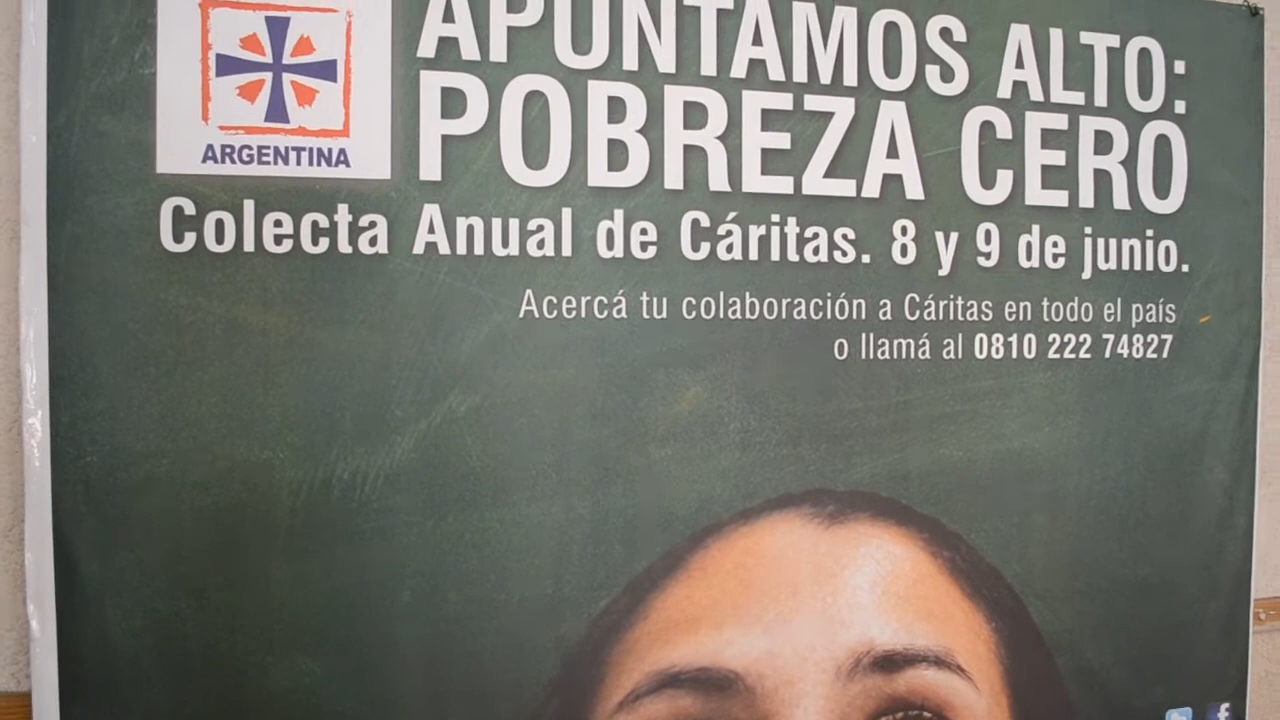 ARGENTINA
APUNTAMOS ALTO:
POBREZA CERO
Colecta Anual de Cáritas. 8 y 9 de junio.
Acercá tu colaboración a Cáritas en todo el país
o llamá al 0810 222 74827